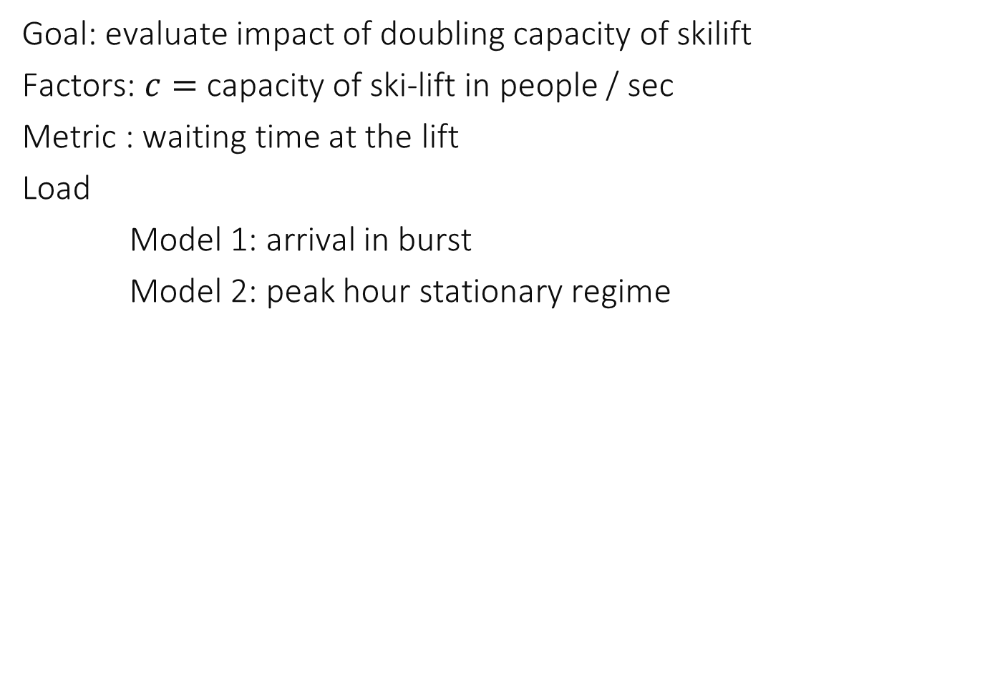 Goal: evaluate impact of doubling capacity of skilift
Factors: c = capacity of ski-lift in people / sec
Metric : waiting time at the lift
Load
Model 1: arrival in burst
Model 2: peak hour stationary regime